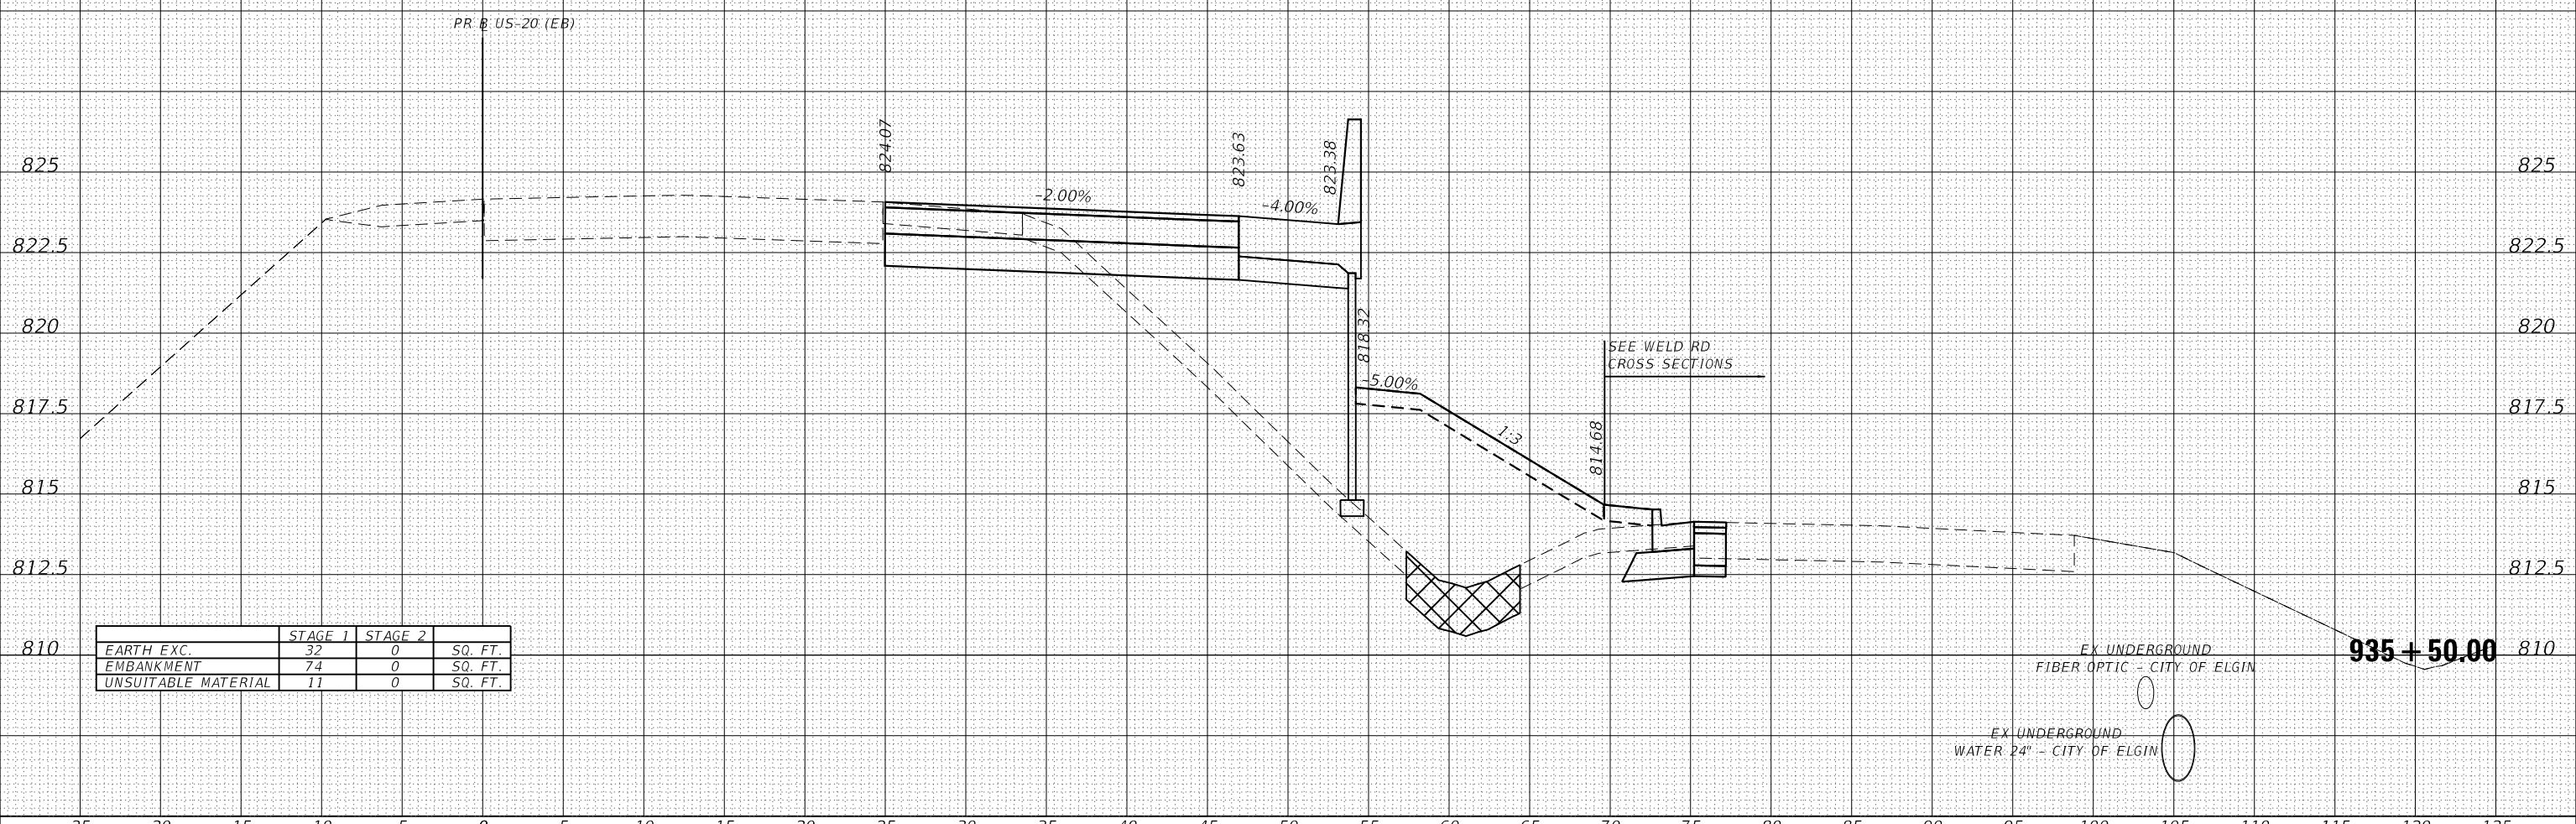 PR ℄ US-20 (EB)
825
824.07
823.63
823.38
825
-2.00%
-4.00%
822.5
822.5
820
818.32
820
SEE WELD RD
CROSS SECTIONS
817.5
-5.00%
817.5
1:3
814.68
815
815
812.5
812.5
STAGE 1 STAGE 2
EARTH EXC. 32 0 SQ. FT.
EMBANKMENT 74 0 SQ. FT.
UNSUITABLE MATERIAL 11 0 SQ. FT.
810
EX UNDERGROUND
FIBER OPTIC - CITY OF ELGIN
935+50.00
810
EX UNDERGROUND
WATER 24" - CITY OF ELGIN